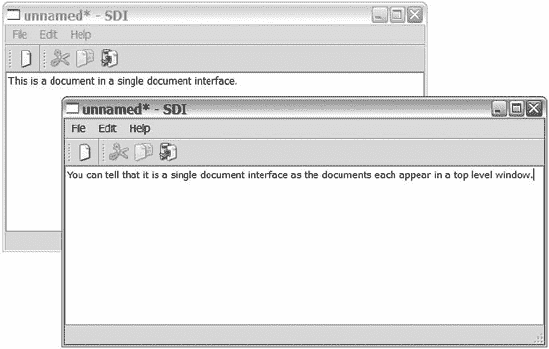 unnamed* - SDI
File Edit Help
This is a document in a single document interface.
unnamed* - SDI
File Edit Help
You can tell that it is a single document interface as the documents each appear in a top level window.